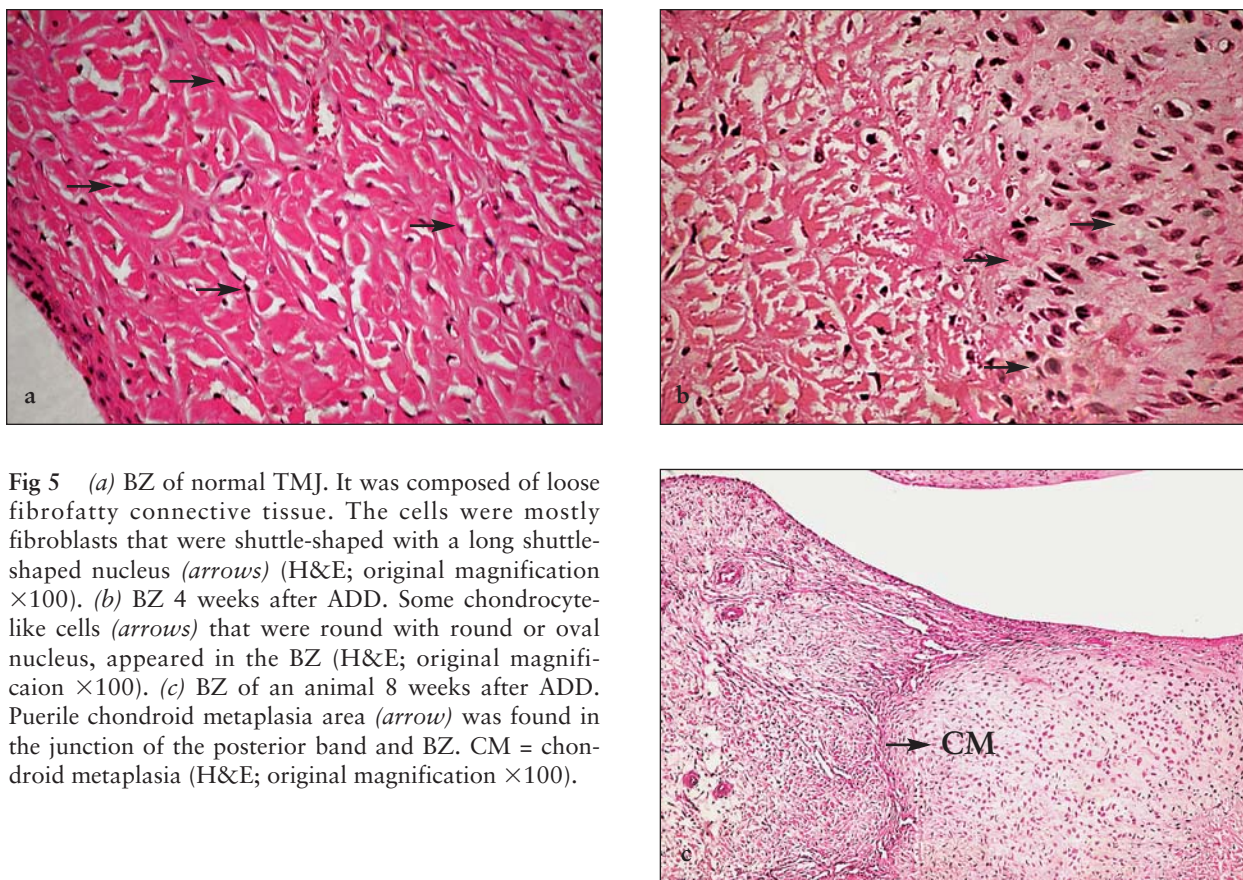 a
b
Fig 5 (a) BZ of normal TMJ. It was composed of loose
fibrofatty connective tissue. The cells were mostly
fibroblasts that were shuttle-shaped with a long shuttle-
shaped nucleus (arrows) (H&E; original magnification
×100). (b) BZ 4 weeks after ADD. Some chondrocyte-
like cells (arrows) that were round with round or oval
nucleus, appeared in the BZ (H&E; original magnifi-
caion ×100). (c) BZ of an animal 8 weeks after ADD.
Puerile chondroid metaplasia area (arrow) was found in
the junction of the posterior band and BZ. CM = chon-
droid metaplasia (H&E; original magnification ×100).
CM
c